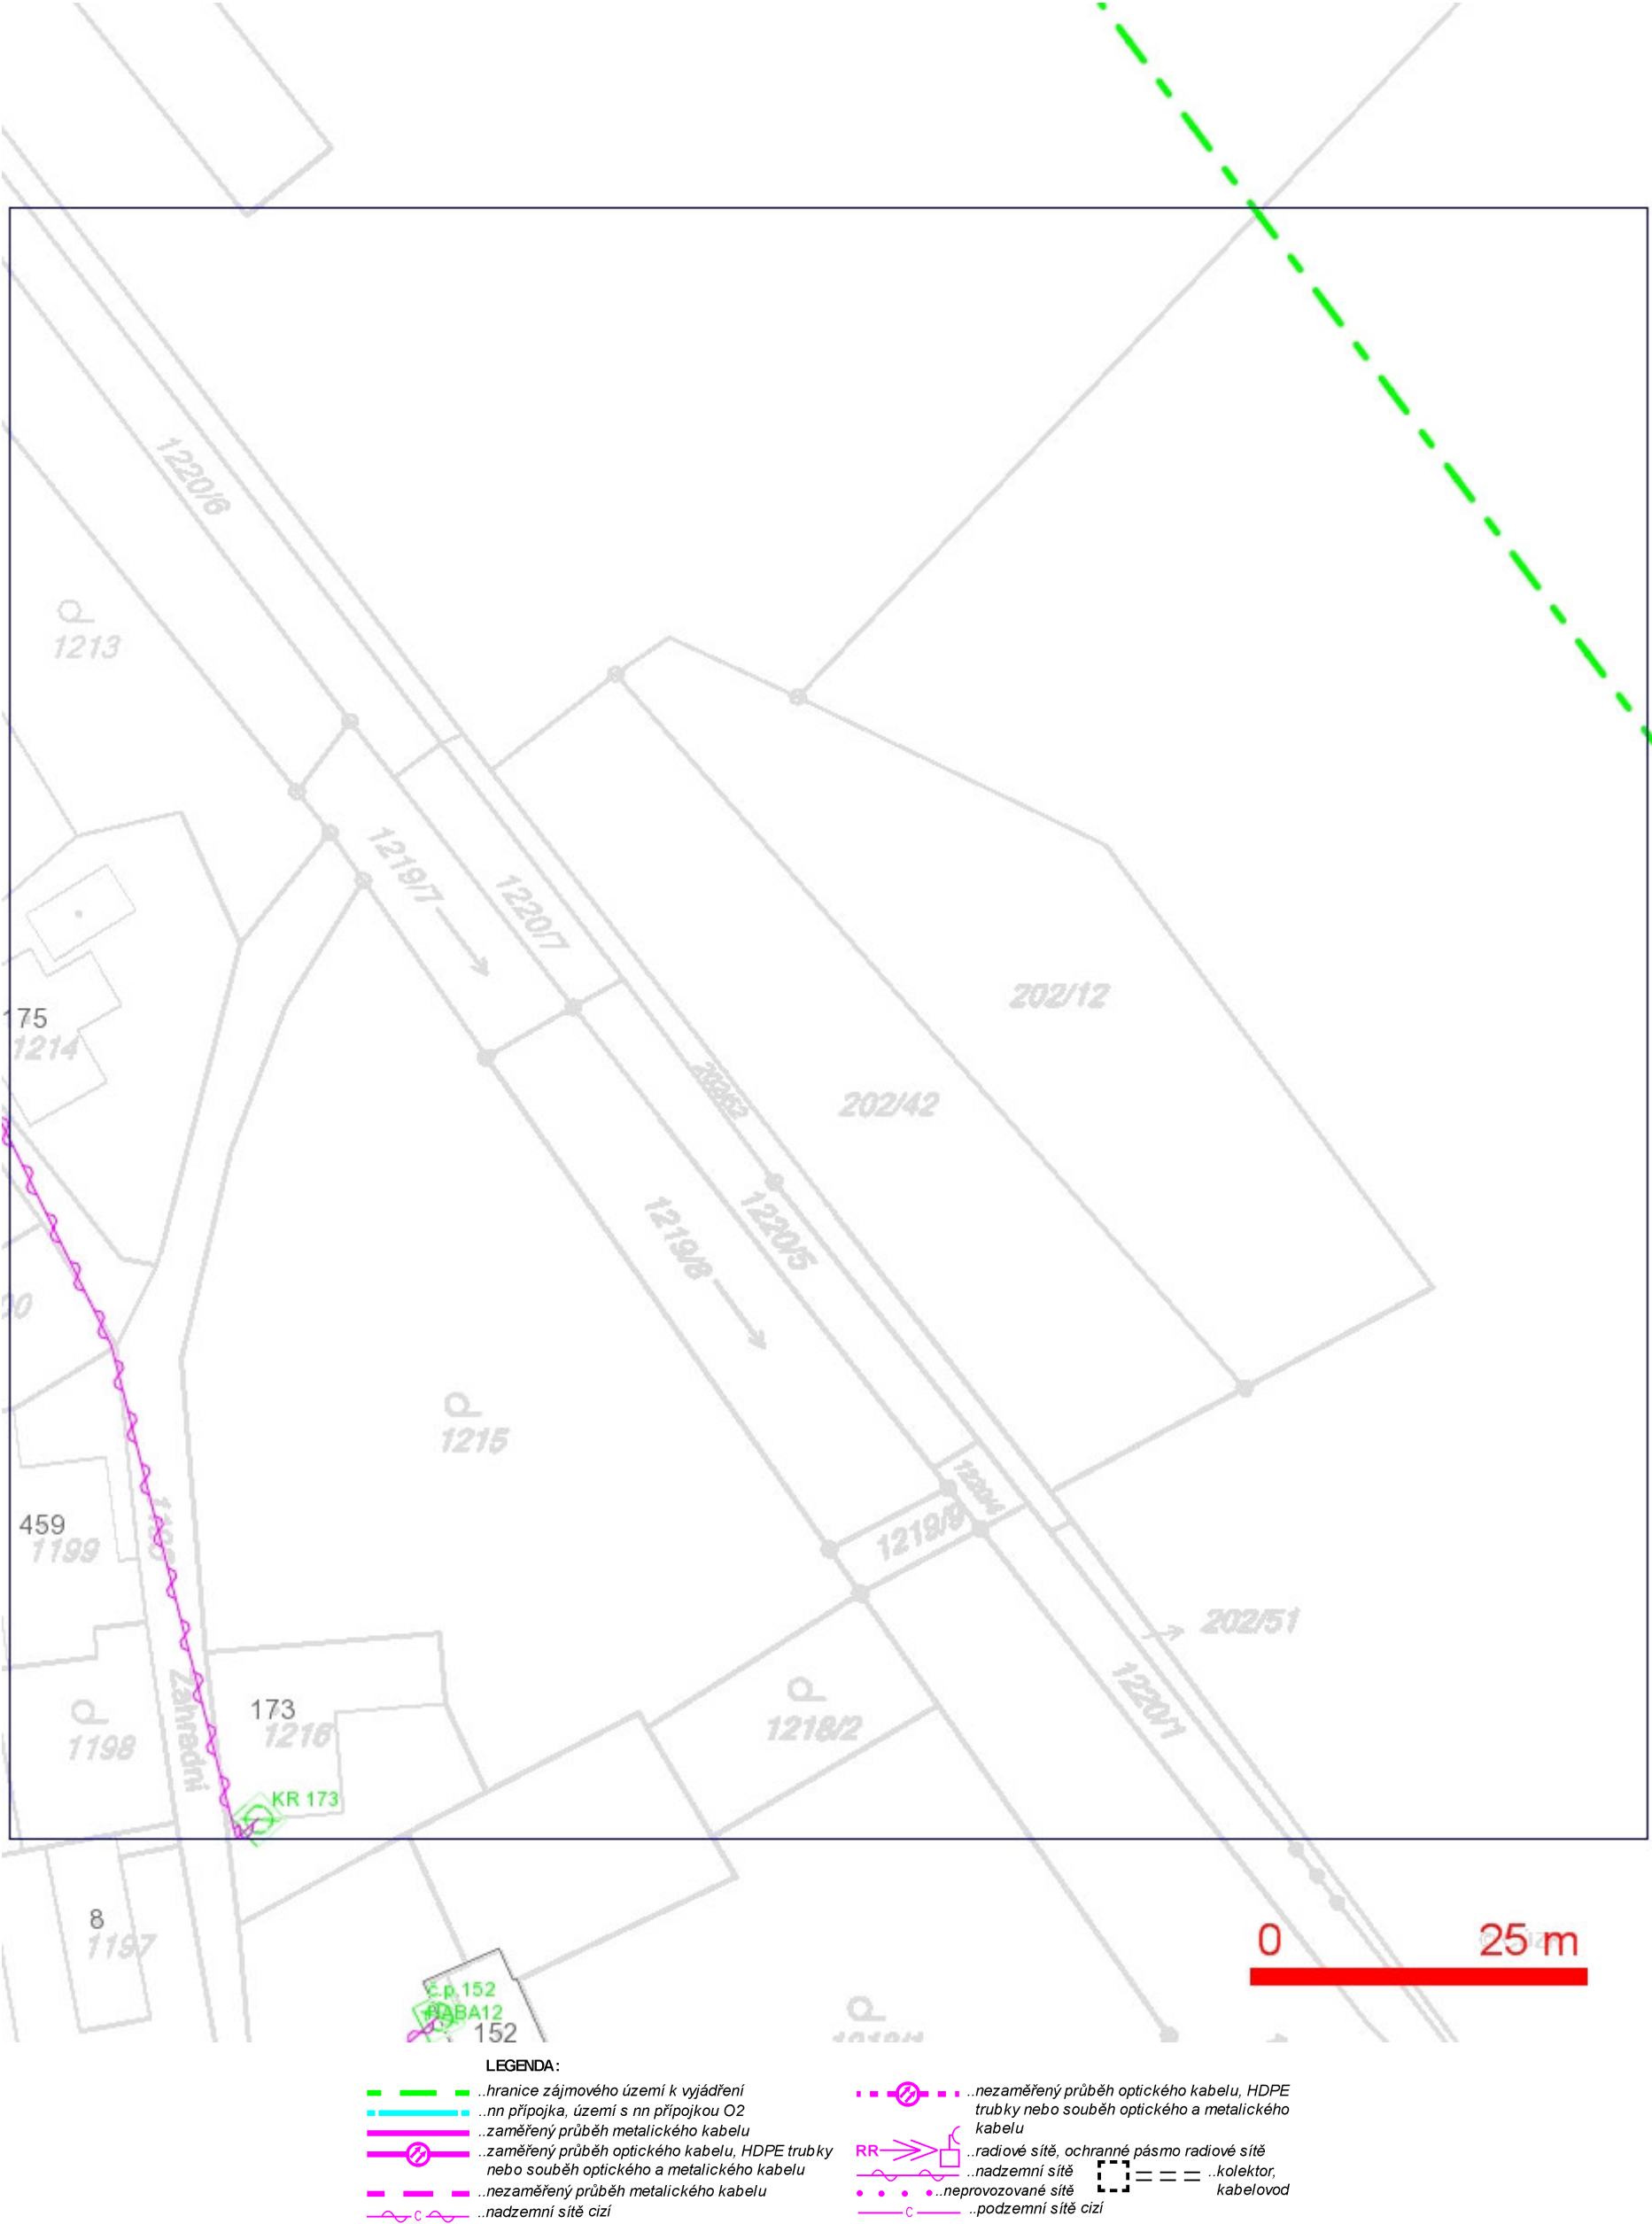 1220/6
1213
1219/7
1220/7
202/12
75
1214
202/52
202/42
1220/5
1219/8
1215
1220/4
459
1199
1219/9
202/51
173
1216
1218/2
1220/1
1198
Zahradní
KR 173
8
1197
0 25 m
č.p.152
152
LEGENDA:
..hranice zájmového území k vyjádření
..nn přípojka, území s nn přípojkou O2
..zaměřený průběh metalického kabelu
..zaměřený průběh optického kabelu, HDPE trubky
nebo souběh optického a metalického kabelu
..nezaměřený průběh metalického kabelu
C ..nadzemní sítě cizí
..nezaměřený průběh optického kabelu, HDPE
trubky nebo souběh optického a metalického
kabelu
RR ..radiové sítě, ochranné pásmo radiové sítě
..nadzemní sítě ..kolektor,
kabelovod
..neprovozované sítě
C ..podzemní sítě cizí